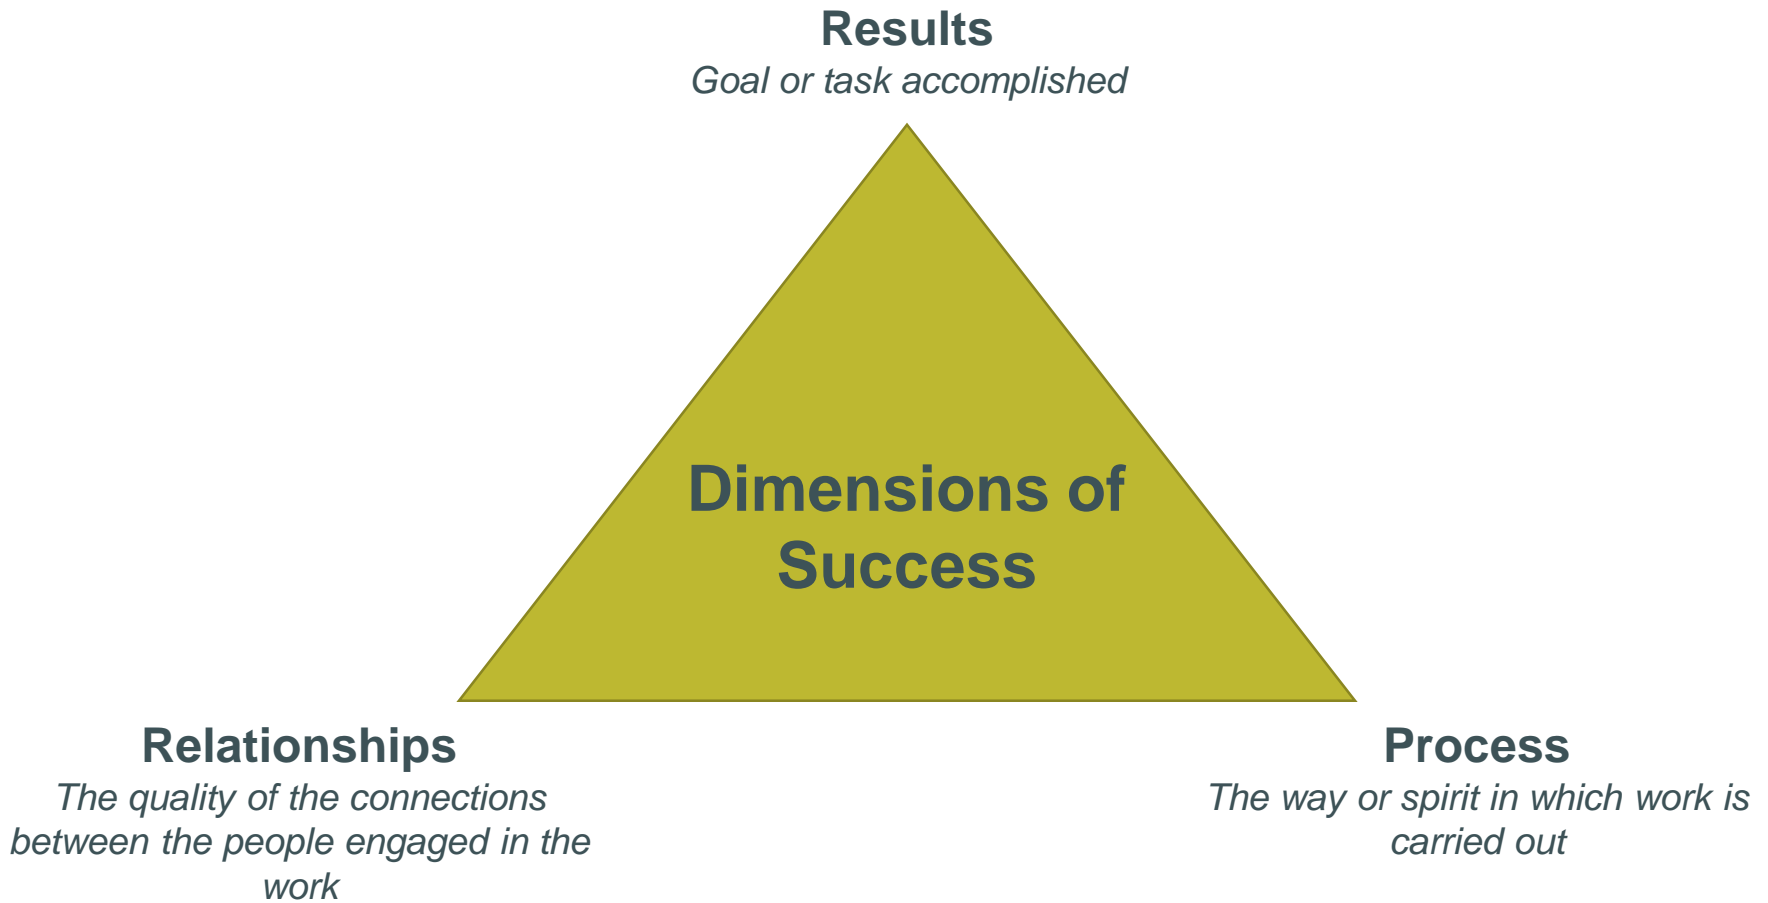 Results
Goal or task accomplished
Dimensions of
Success
Relationships
The quality of the connections
between the people engaged in the
work
Process
The way or spirit in which work is
carried out